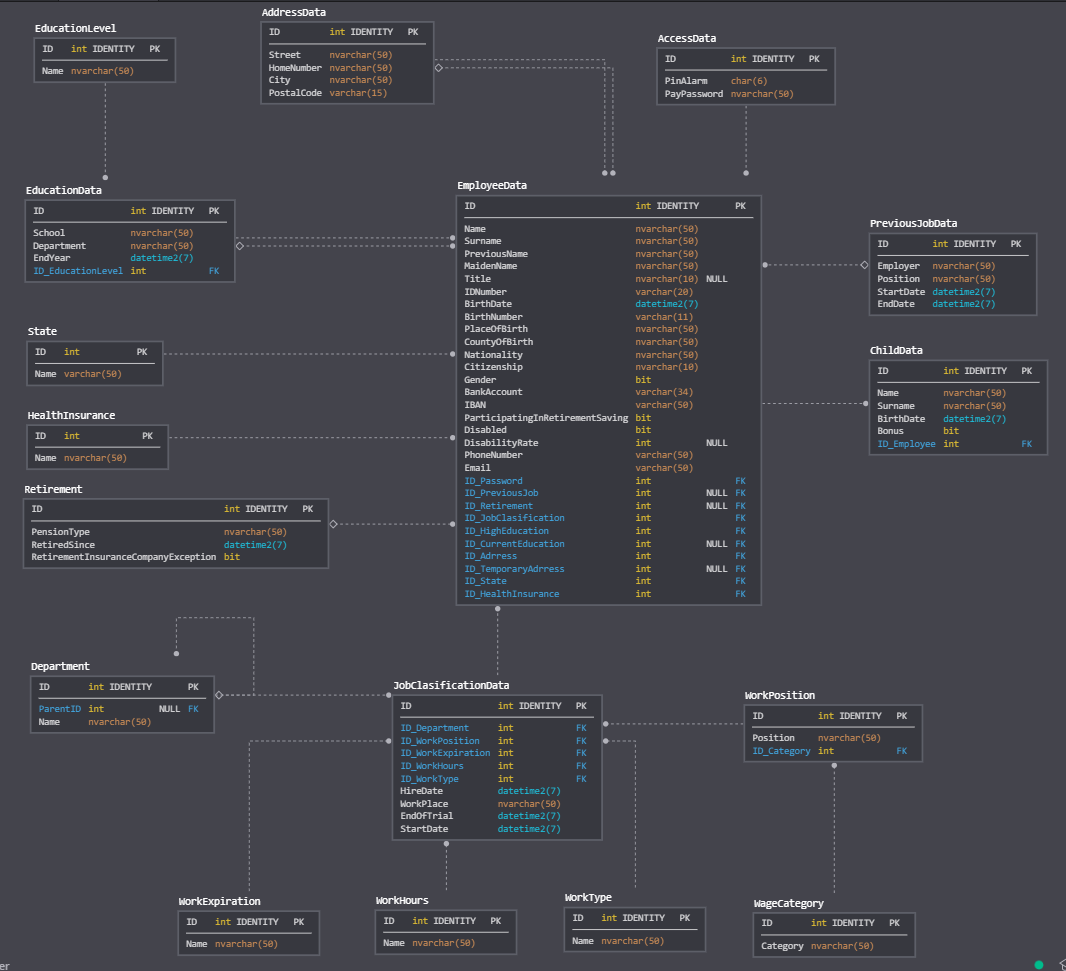 EducationLevel
ID int IDENTITY PK
Name nvarchar(50)
AddressData
ID int IDENTITY PK
Street nvarchar(50)
HomeNumber nvarchar(50)
City nvarchar(50)
PostalCode varchar(15)
AccessData
ID int IDENTITY PK
PinAlarm char(6)
PayPassword nvarchar(50)
EducationData
ID int IDENTITY PK
School nvarchar(50)
Department nvarchar(50)
EndYear datetime2(7)
ID_EducationLevel int FK
EmployeeData
ID int IDENTITY PK
Name nvarchar(50)
Surname nvarchar(50)
PreviousName nvarchar(50)
MaidenName nvarchar(50)
Title nvarchar(10) NULL
IDNumber varchar(20)
BirthDate datetime2(7)
BirthNumber varchar(11)
PlaceOfBirth nvarchar(50)
CountyOfBirth nvarchar(50)
Nationality nvarchar(50)
Citizenship nvarchar(10)
Gender bit
BankAccount varchar(34)
IBAN varchar(50)
ParticipatingInRetirementSaving bit
Disabled bit
DisabilityRate int NULL
PhoneNumber varchar(50)
Email varchar(50)
ID_Password int FK
ID_PreviousJob int NULL FK
ID_Retirement int NULL FK
ID_JobClasification int FK
ID_HighEducation int FK
ID_CurrentEducation int NULL FK
ID_Adrress int FK
ID_TemporaryAdrress int NULL FK
ID_State int FK
ID_HealthInsurance int FK
PreviousJobData
ID int IDENTITY PK
Employer nvarchar(50)
Position nvarchar(50)
StartDate datetime2(7)
EndDate datetime2(7)
State
ID int PK
Name varchar(50)
ChildData
ID int IDENTITY PK
Name nvarchar(50)
Surname nvarchar(50)
BirthDate datetime2(7)
Bonus bit
ID_Employee int FK
HealthInsurance
ID int PK
Name nvarchar(50)
Retirement
ID int IDENTITY PK
PensionType nvarchar(50)
RetiredSince datetime2(7)
RetirementInsuranceCompanyException bit
Department
ID int IDENTITY PK
ParentID int NULL FK
Name nvarchar(50)
JobClasificationData
ID int IDENTITY PK
ID_Department int FK
ID_WorkPosition int FK
ID_WorkExpiration int FK
ID_WorkHours int FK
ID_WorkType int FK
HireDate datetime2(7)
WorkPlace nvarchar(50)
EndOfTrial datetime2(7)
StartDate datetime2(7)
WorkPosition
ID int IDENTITY PK
Position nvarchar(50)
ID_Category int FK
WorkExpiration
ID int IDENTITY PK
Name nvarchar(50)
WorkHours
ID int IDENTITY PK
Name nvarchar(50)
WorkType
ID int IDENTITY PK
Name nvarchar(50)
WageCategory
ID int IDENTITY PK
Category nvarchar(50)
er